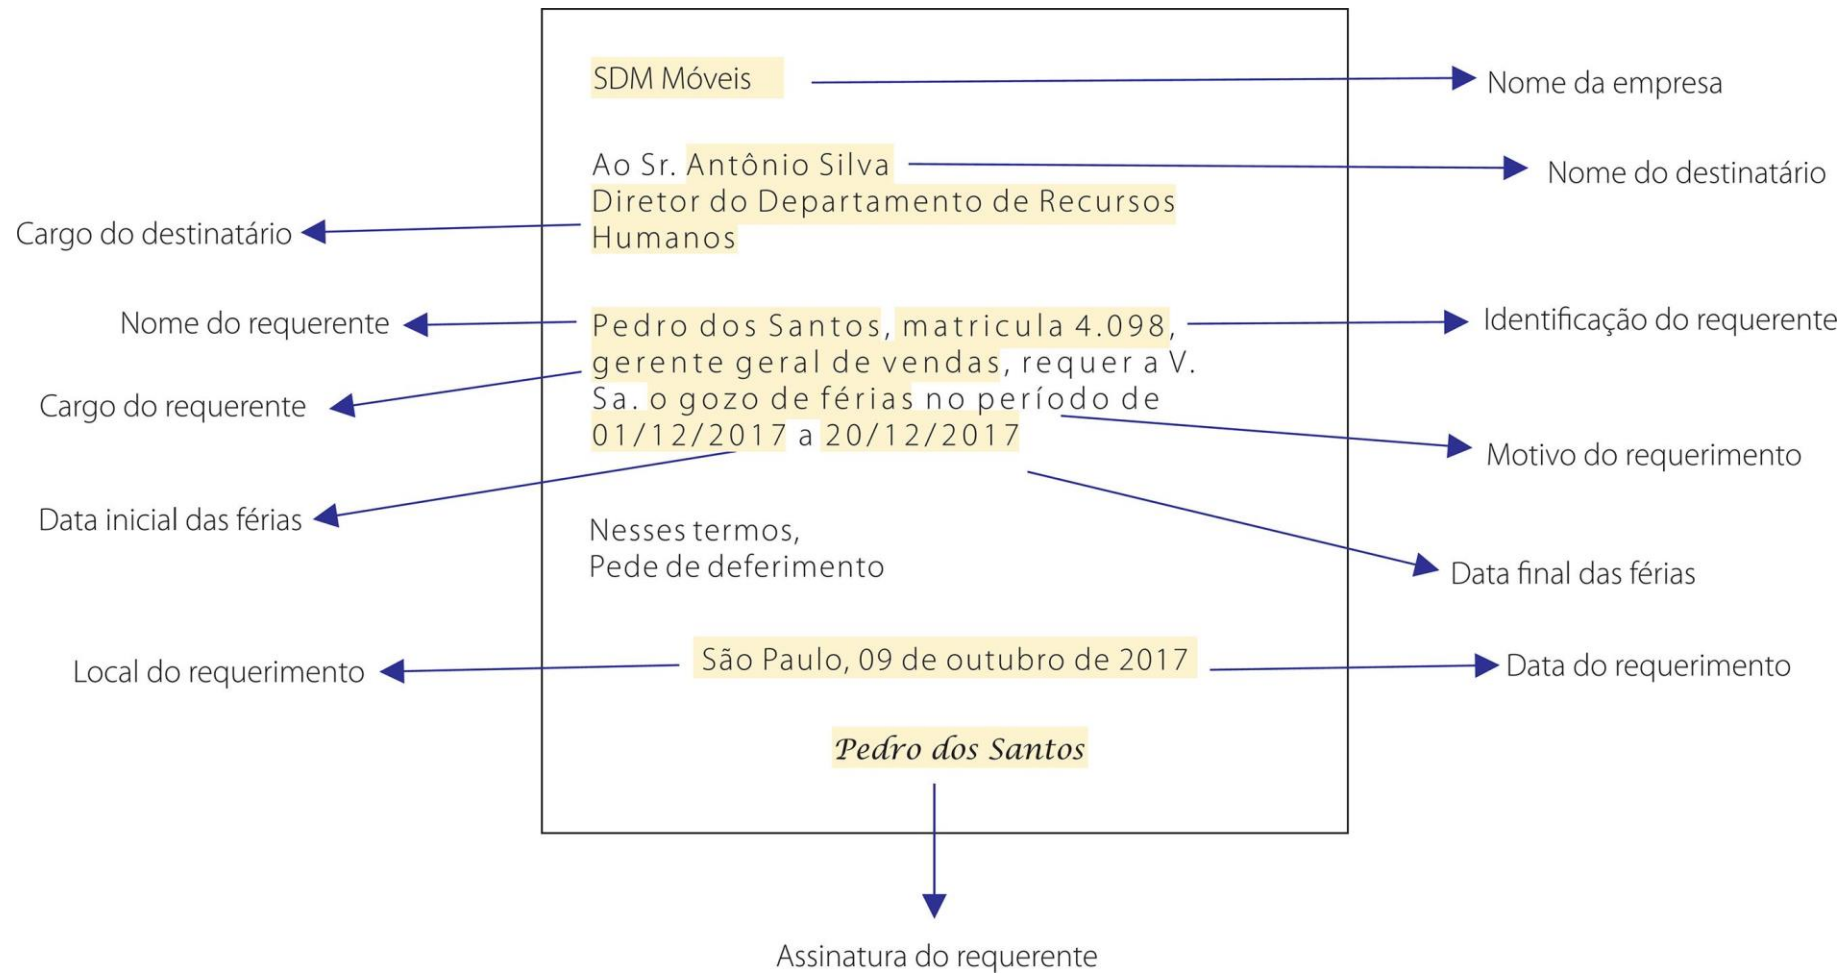 SDM Móveis
Nome da empresa
Ao Sr. Antônio Silva
Nome do destinatário
Diretor do Departamento de Recursos
Humanos
Cargo do destinatário
Nome do requerente
Pedro dos Santos, matricula 4.098,
Identificação do requerente
gerente geral de vendas, requer a V.
Cargo do requerente
Sa. o gozo de férias no período de
01/12/2017 a 20/12/2017
Motivo do requerimento
Data inicial das férias
Nesses termos,
Pede de deferimento
Data final das férias
São Paulo, 09 de outubro de 2017
Local do requerimento
Data do requerimento
Pedro dos Santos
Assinatura do requerente